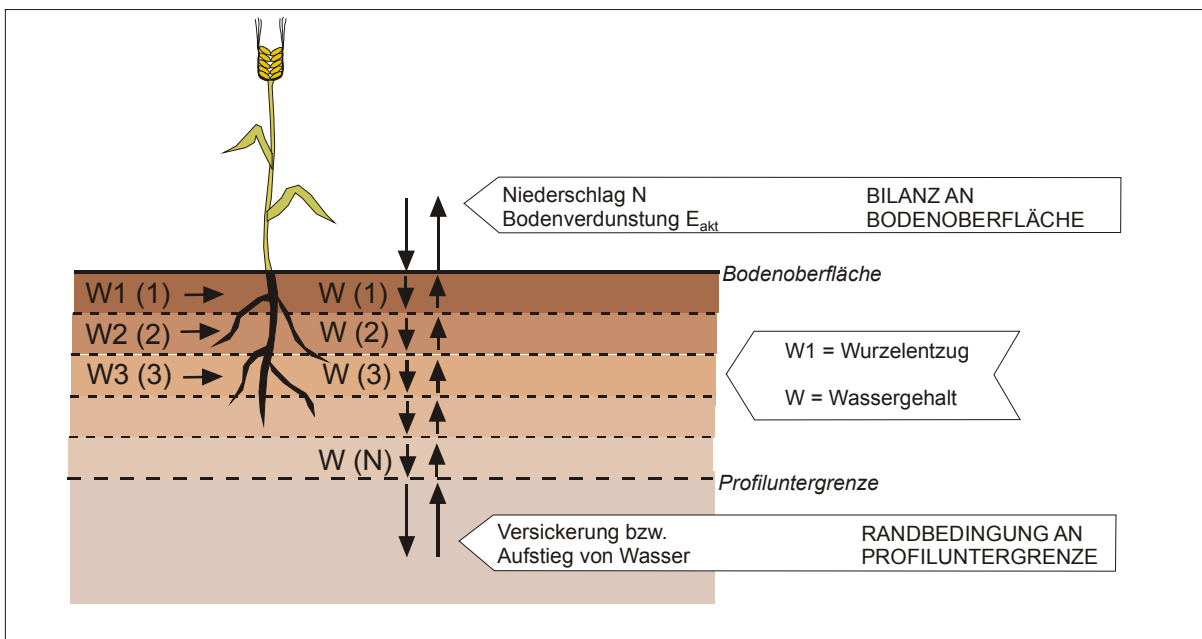 Niederschlag N
Bodenverdunstung Eakt
BILANZ AN
BODENOBERFLÄCHE
Bodenoberfläche
W1 (1)
W (1)
W2 (2)
W (2)
W3 (3)
W (3)
W1 = Wurzelentzug
W = Wassergehalt
W (N)
Profiluntergrenze
Versickerung bzw.
Aufstieg von Wasser
RANDBEDINGUNG AN
PROFILUNTERGRENZE